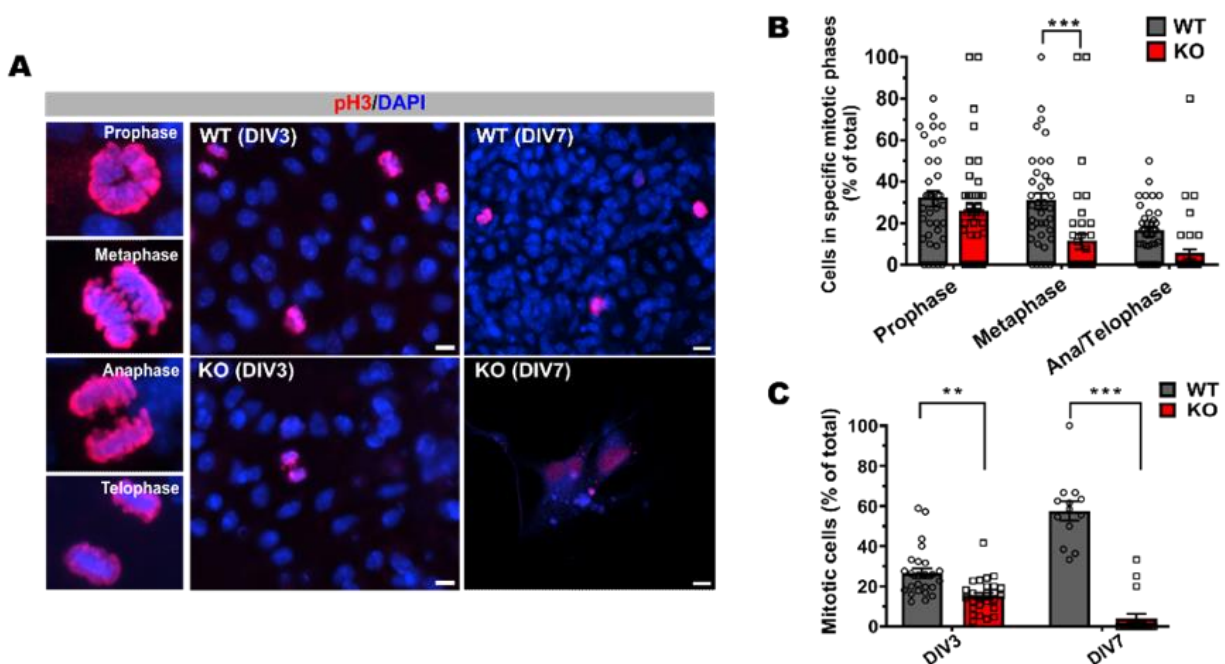 A
pH3/DAPI
Prophase
Metaphase
Anaphase
Telophase
WT (DIV3)
WT (DIV7)
KO (DIV3)
KO (DIV7)
B
WT
KO
***
Cells in specific mitotic phases
(% of total)
100
80
60
40
20
0
Prophase
Metaphase
Ana/Telophase
C
WT
KO
**
***
Mitotic cells (% of total)
100
80
60
40
20
0
DIV3
DIV7